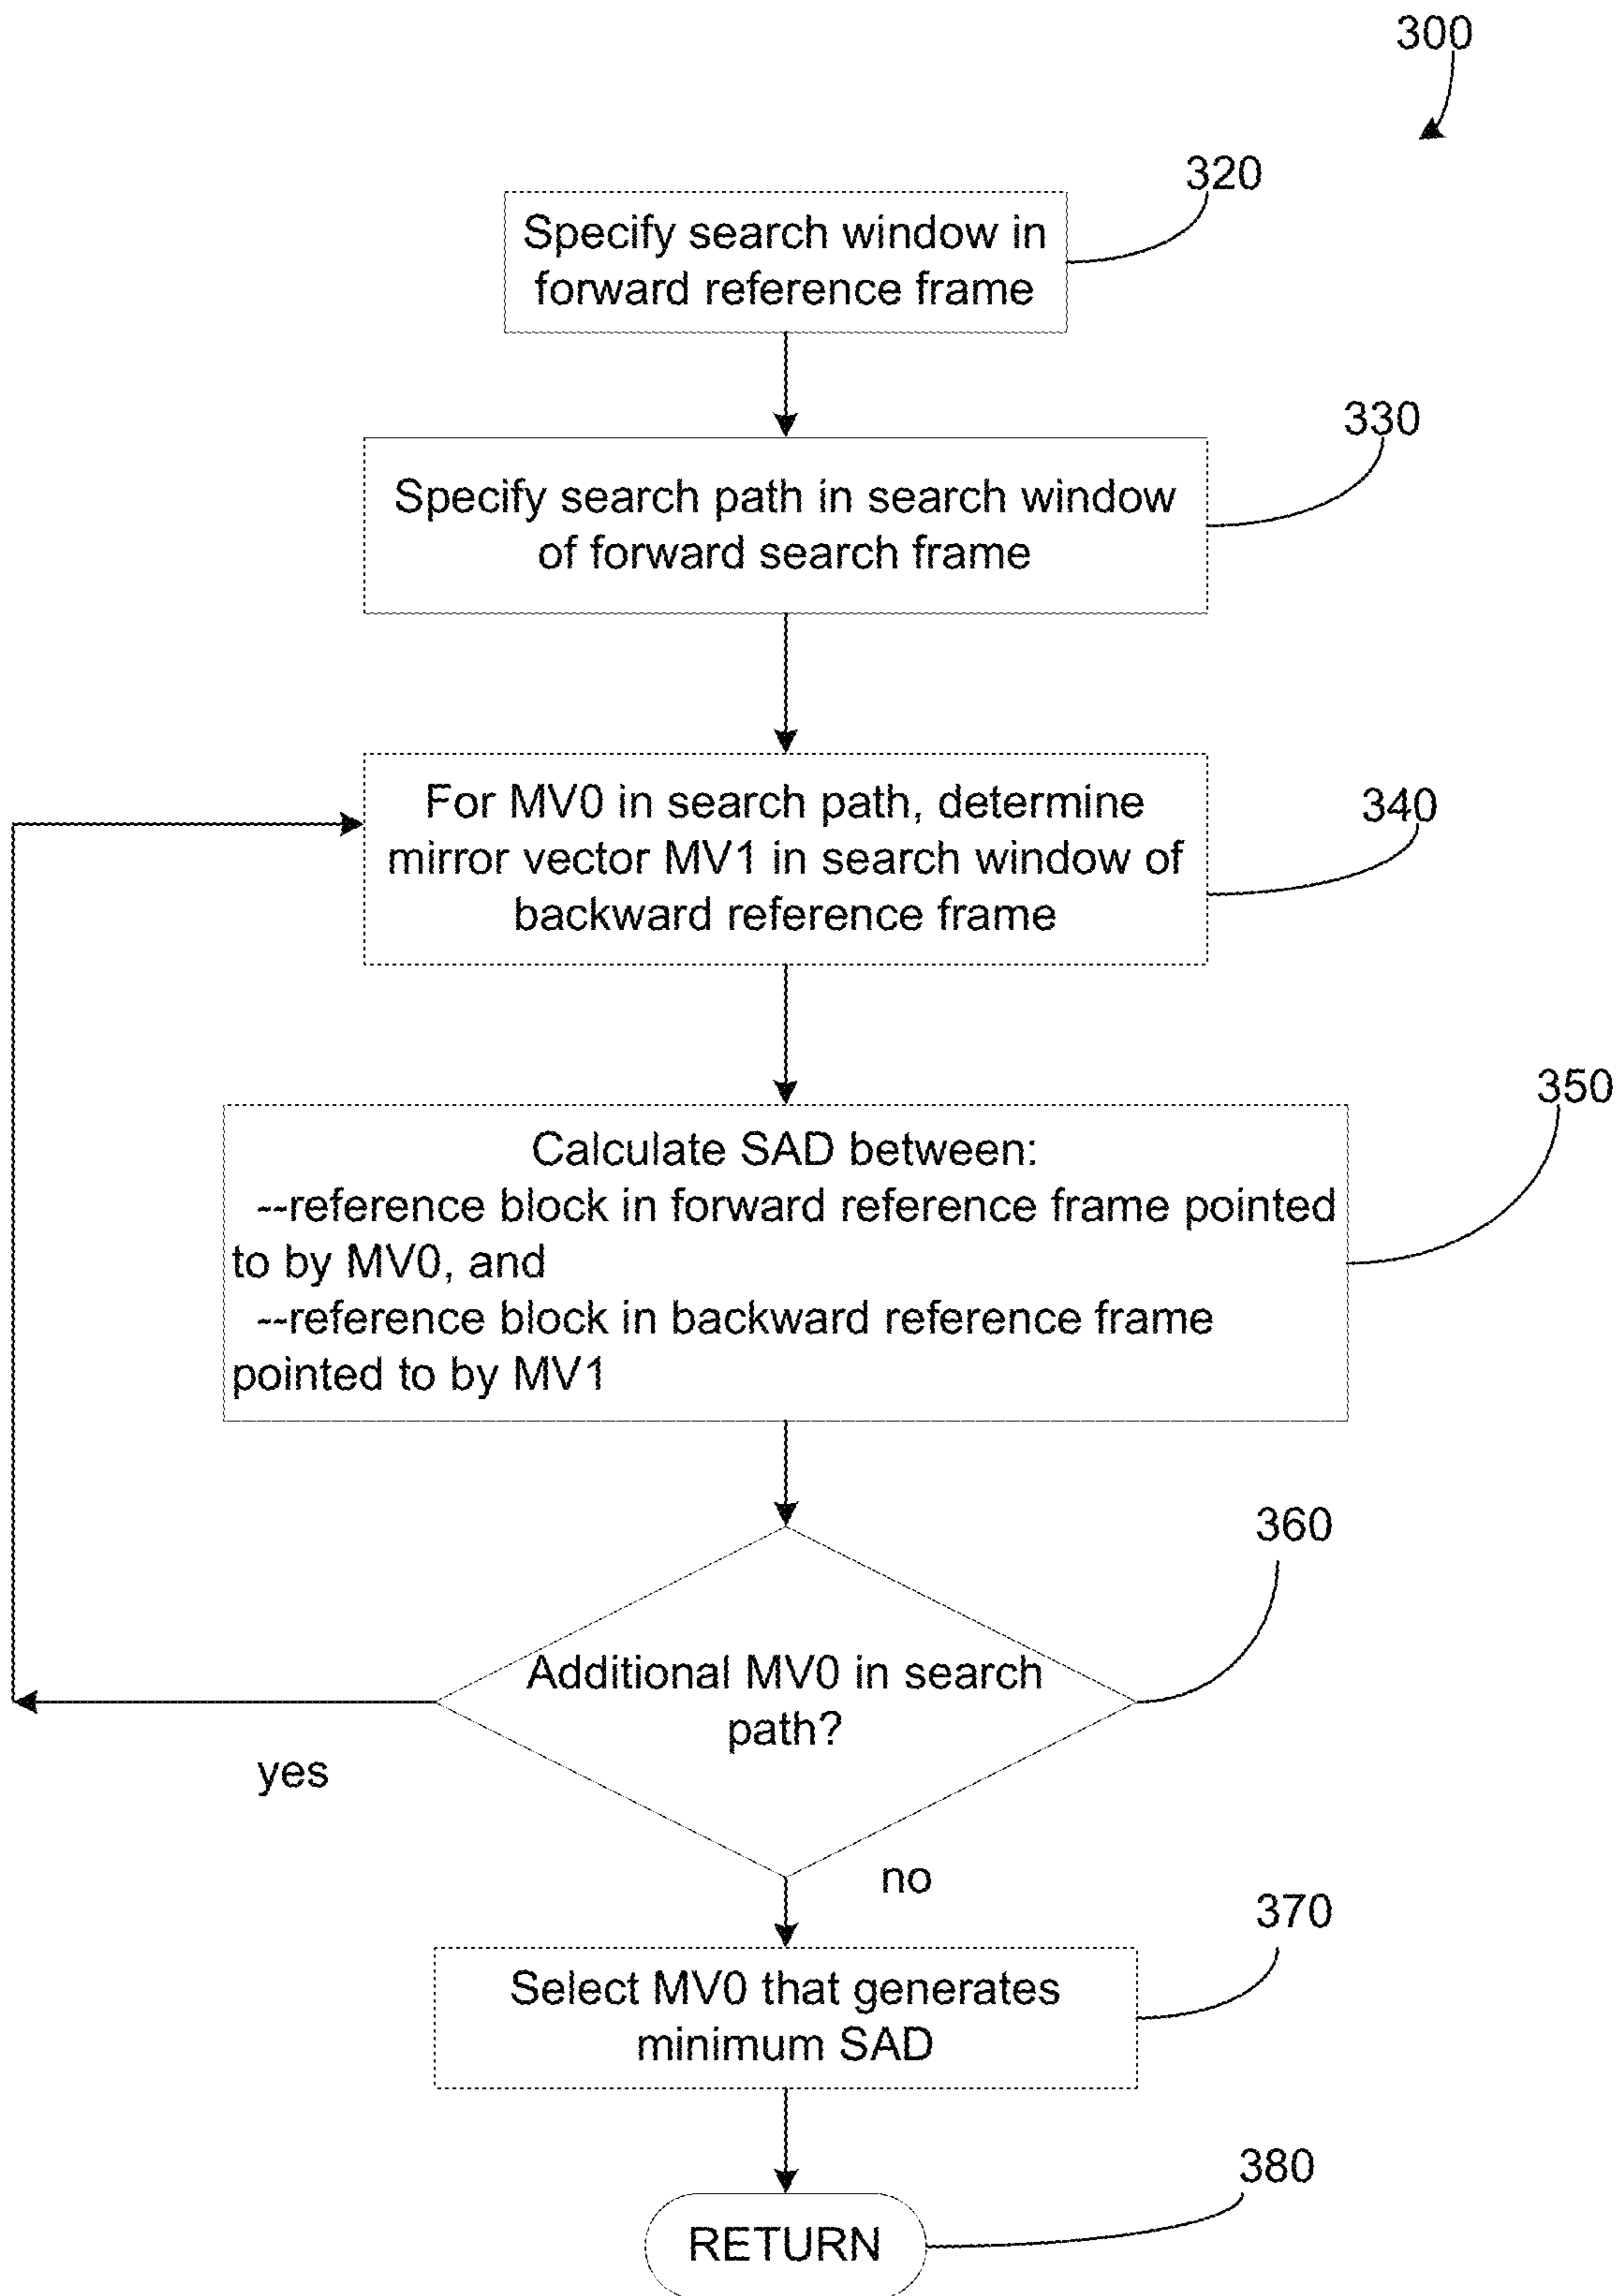 300
320
Specify search window in
forward reference frame
330
Specify search path in search window
of forward search frame
340
For MV0 in search path, determine
mirror vector MV1 in search window of
backward reference frame
350
Calculate SAD between:
--reference block in forward reference frame pointed
to by MV0, and
--reference block in backward reference frame
pointed to by MV1
360
Additional MV0 in search
path?
yes
no
370
Select MV0 that generates
minimum SAD
380
RETURN